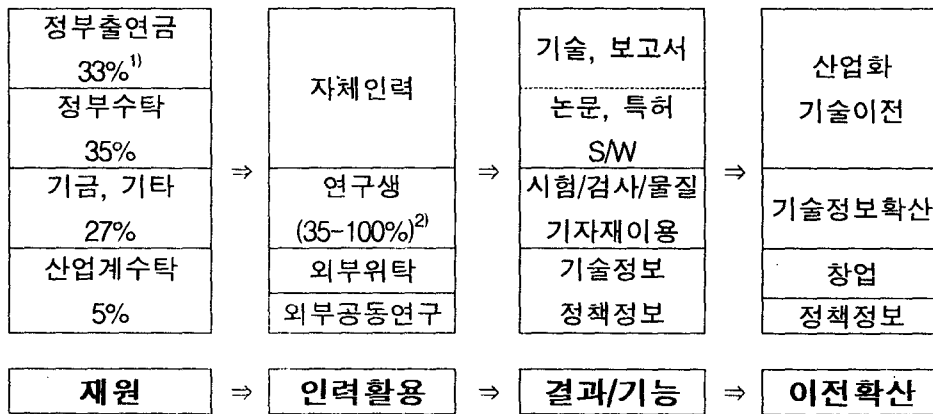 정부출연금
33%¹⁾
정부수탁
35%
기금, 기타
27%
산업계수탁
5%
⇒
자체인력
연구생
(35-100%)²⁾
외부위탁
외부공동연구
⇒
기술, 보고서
논문, 특허
S/W
시험/검사/물질
기자재이용
기술정보
정책정보
⇒
산업화
기술이전
기술정보확산
창업
정책정보
재원 ⇒ 인력활용 ⇒ 결과/기능 ⇒ 이전확산